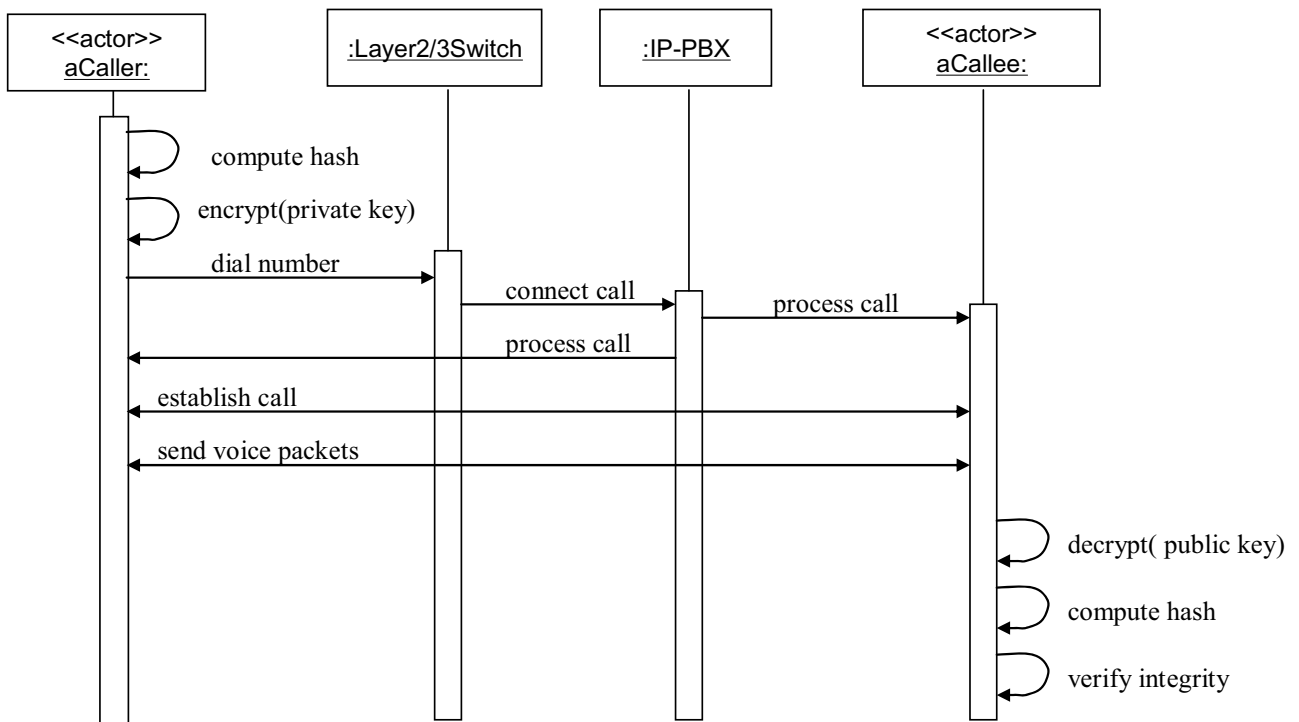 <<actor>>
aCaller:
:Layer2/3Switch
:IP-PBX
<<actor>>
aCallee:
compute hash
encrypt(private key)
dial number
connect call
process call
process call
establish call
send voice packets
decrypt( public key)
compute hash
verify integrity